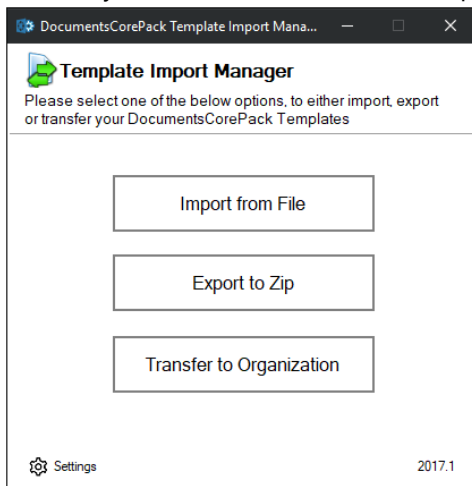 DocumentsCorePack Template Import Mana...
Template Import Manager
Please select one of the below options, to either import, export
or transfer your DocumentsCorePack Templates
Import from File
Export to Zip
Transfer to Organization
Settings
2017.1